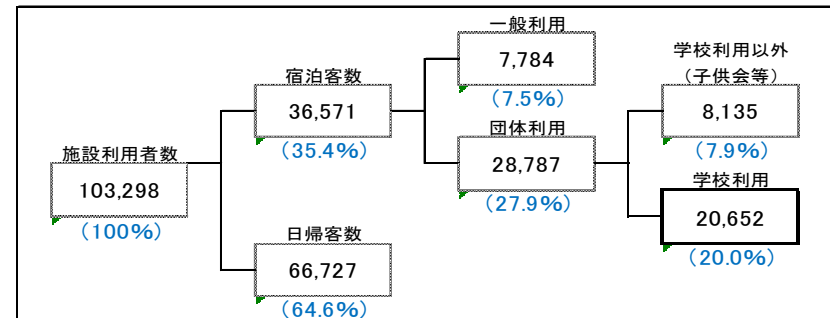 施設利用者数
103,298
（100%）
宿泊客数
36,571
（35.4%）
日帰客数
66,727
（64.6%）
一般利用
7,784
（7.5%）
団体利用
28,787
（27.9%）
学校利用以外
（子供会等）
8,135
（7.9%）
学校利用
20,652
（20.0%）